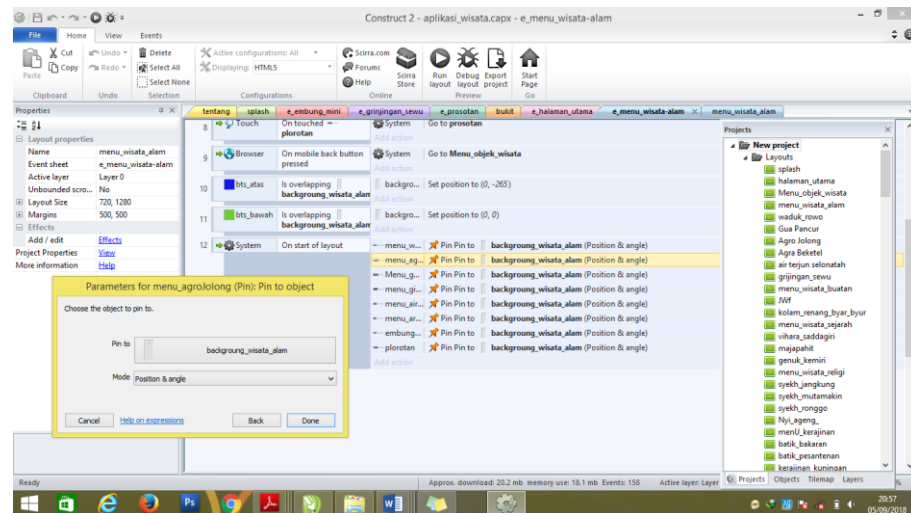 Construct 2 - aplikasi_wisata.capx - e_menu_wisata-alam
File Home View Events
Paste Cut Copy Undo Redo Delete Select All Select None
Active configurations: All
Displaying: HTML5
Scirra.com Forums Help Scirra Store
Run layout Debug layout Export project Start Page
Clipboard Undo Selection Configurations Online Preview Go
Properties
Layout properties
Name menu_wisata_alam
Event sheet e_menu_wisata-alam
Active layer Layer 0
Unbounded scro... No
Layout Size 720, 1280
Margins 500, 500
Effects
Add / edit Effects
Project Properties View
More information Help
tentang splash e_embung_mini e_grinjingan_sewu e_prosotan bukit e_halaman_utama e_menu_wisata-alam menu_wisata_alam
8 Touch On touched plorotan System Go to prosotan
Add action
9 Browser On mobile back button pressed System Go to Menu_objek_wisata
Add action
10 bts_atas Is overlapping backgroung_wisata_alam backgro... Set position to (0, -265)
Add action
11 bts_bawah Is overlapping backgroung_wisata_alam backgro... Set position to (0, 0)
Add action
12 System On start of layout menu_w... Pin Pin to backgroung_wisata_alam (Position & angle)
menu_ag... Pin Pin to backgroung_wisata_alam (Position & angle)
Menu_g... Pin Pin to backgroung_wisata_alam (Position & angle)
menu_gi... Pin Pin to backgroung_wisata_alam (Position & angle)
menu_air... Pin Pin to backgroung_wisata_alam (Position & angle)
menu_ar... Pin Pin to backgroung_wisata_alam (Position & angle)
embung... Pin Pin to backgroung_wisata_alam (Position & angle)
plorotan Pin Pin to backgroung_wisata_alam (Position & angle)
Add action
Parameters for menu_agroJolong (Pin): Pin to object
Choose the object to pin to.
Pin to backgroung_wisata_alam
Mode Position & angle
Cancel Help on expressions Back Done
Projects
New project
Layouts
splash
halaman_utama
Menu_objek_wisata
menu_wisata_alam
waduk_rowo
Gua Pancur
Agro Jolong
Agra Beketel
air terjun selonatah
grijingan_sewu
menu_wisata_buatan
JWf
kolam_renang_byar_byur
menu_wisata_sejarah
vihara_saddagiri
majapahit
genuk_kemiri
menu_wisata_religi
syekh_jangkung
syekh_mutamakin
syekh_ronggo
Nyi_ageng_
menU_kerajinan
batik_bakaran
batik_pesantenan
kerajinan_kuningan
Projects Objects Tilemap Layers
Ready Approx. download: 20.2 mb memory use: 18.1 mb Events: 158 Active layer: Layer
20:57
05/09/2018